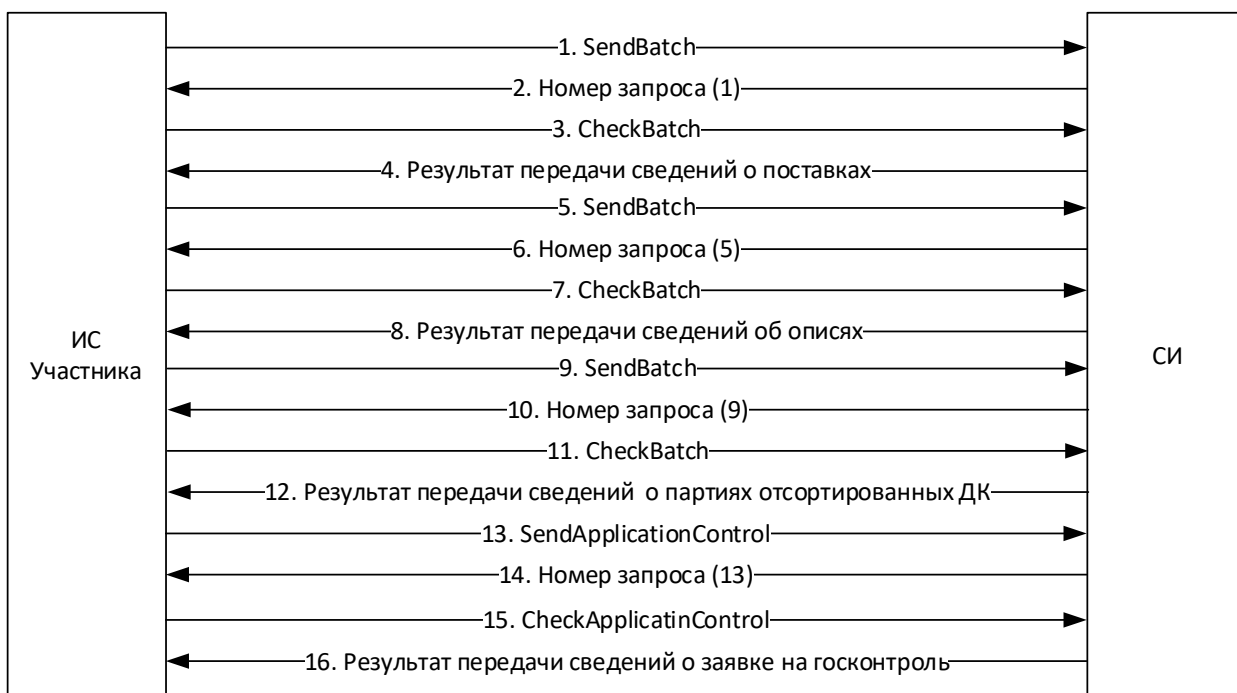 1. SendBatch
2. Номер запроса (1)
3. CheckBatch
4. Результат передачи сведений о поставках
5. SendBatch
6. Номер запроса (5)
7. CheckBatch
8. Результат передачи сведений об описях
ИС
Участника
СИ
9. SendBatch
10. Номер запроса (9)
11. CheckBatch
12. Результат передачи сведений о партиях отсортированных ДК
13. SendApplicationControl
14. Номер запроса (13)
15. CheckApplicatinControl
16. Результат передачи сведений о заявке на госконтроль